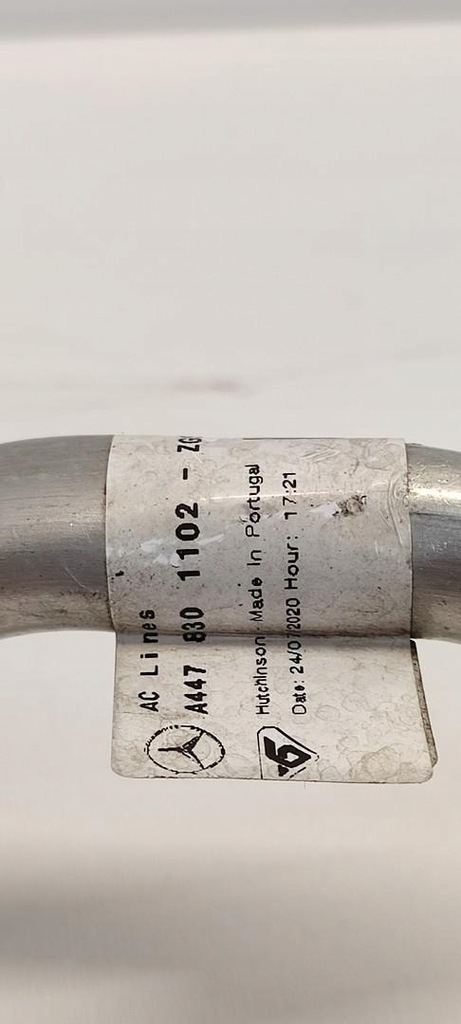 AC Lines
A447 830 1102 - ZG
Hutchinson Made In Portugal
Date: 24/07/2020 Hour: 17:21